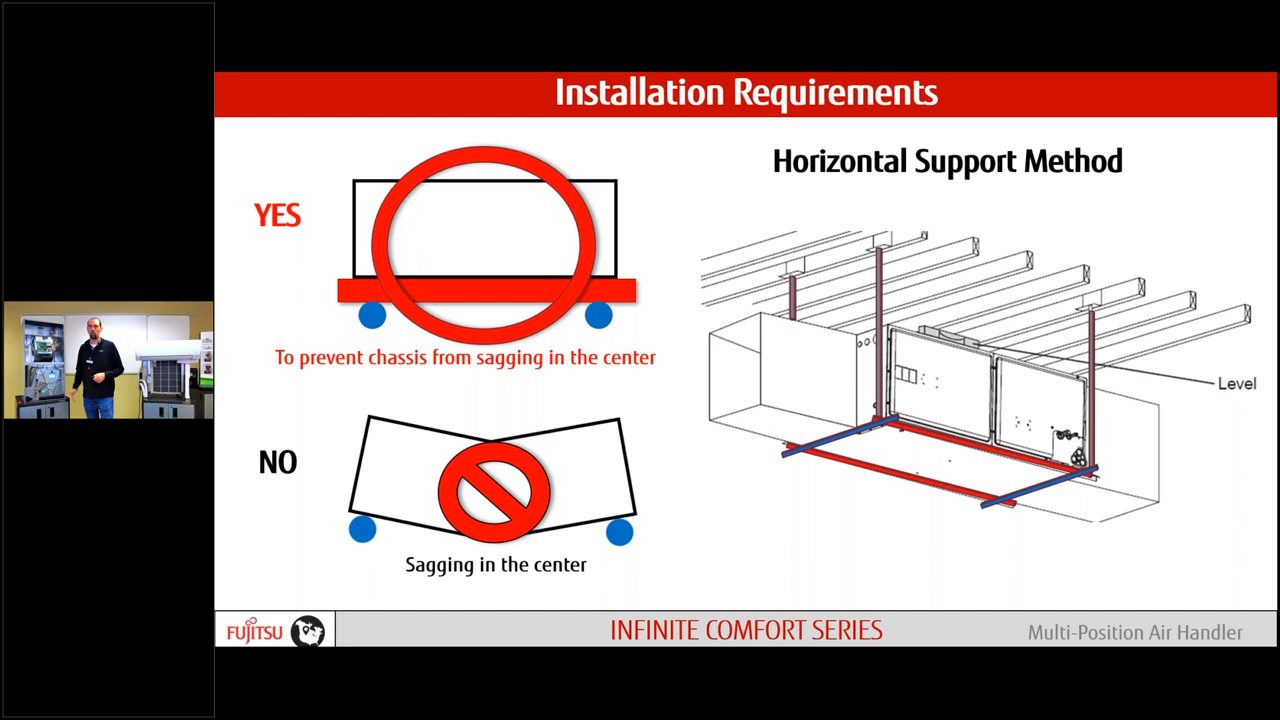 Installation Requirements
YES
To prevent chassis from sagging in the center
NO
Sagging in the center
Horizontal Support Method
Level
FUJITSU
INFINITE COMFORT SERIES
Multi-Position Air Handler